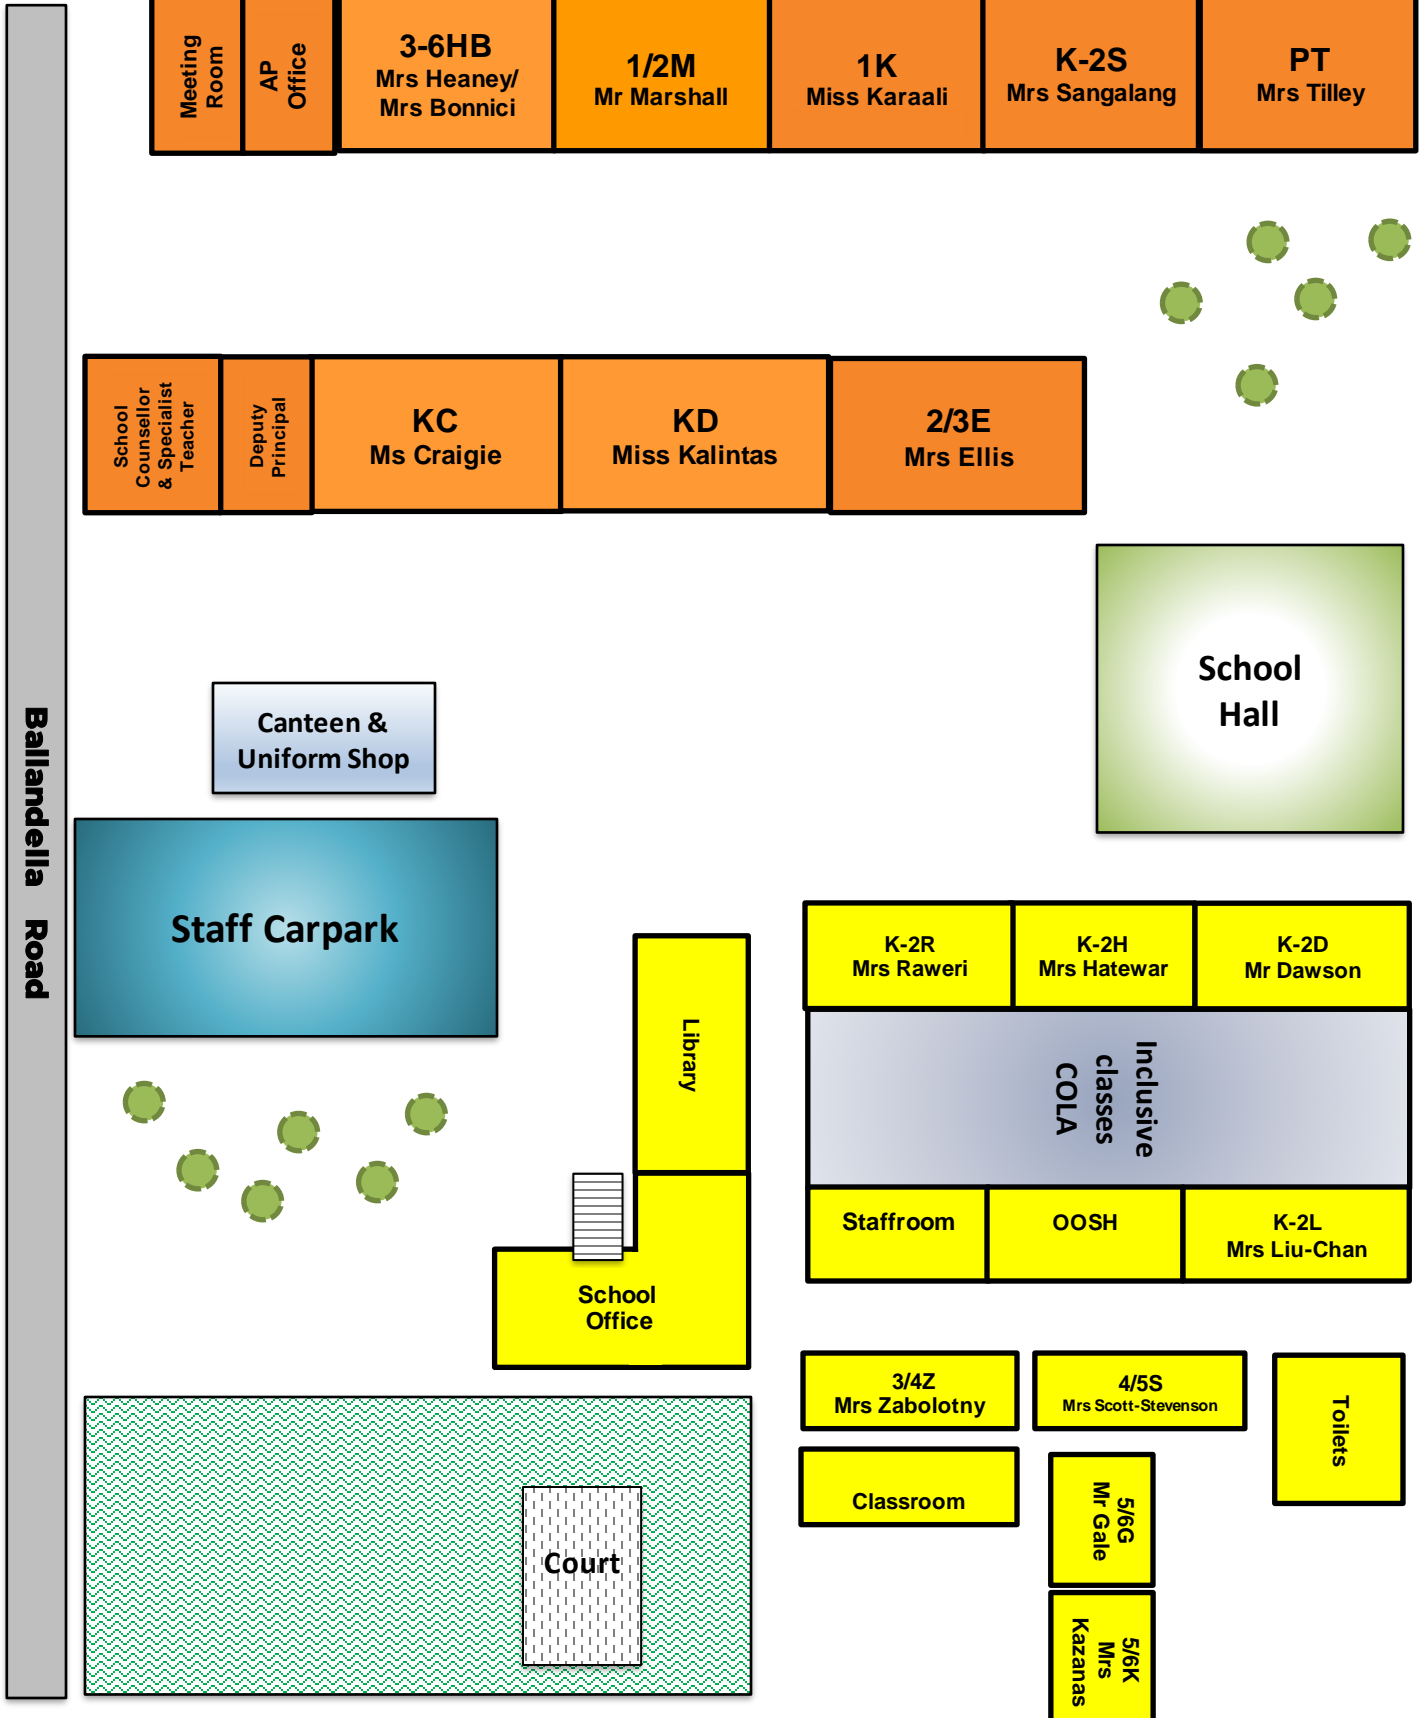 Meeting
Room
AP
Office
3-6HB
Mrs Heaney/
Mrs Bonnici
1/2M
Mr Marshall
1K
Miss Karaali
K-2S
Mrs Sangalang
PT
Mrs Tilley
School
Counsellor
& Specialist
Teacher
Deputy
Principal
KC
Ms Craigie
KD
Miss Kalintas
2/3E
Mrs Ellis
School
Hall
Canteen &
Uniform Shop
Ballandella Road
Staff Carpark
K-2R
Mrs Raweri
K-2H
Mrs Hatewar
K-2D
Mr Dawson
Library
Inclusive
classes
COLA
Staffroom
OOSH
K-2L
Mrs Liu-Chan
School
Office
3/4Z
Mrs Zabolotny
4/5S
Mrs Scott-Stevenson
Toilets
Classroom
5/6G
Mr Gale
Court
5/6K
Mrs
Kazanas